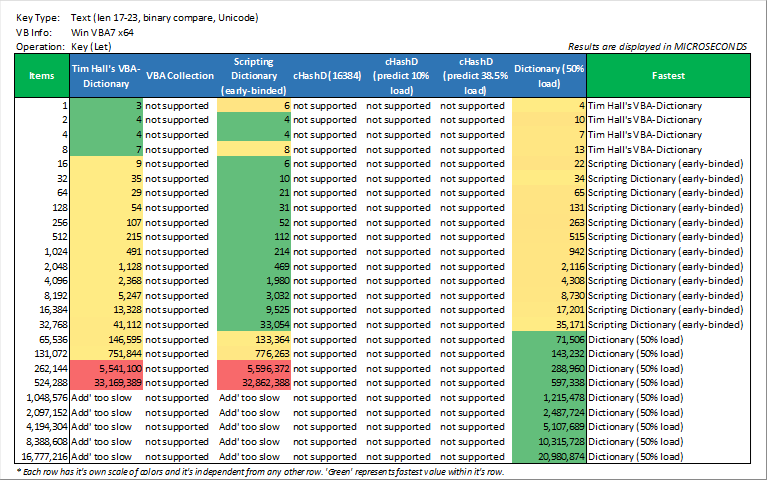 Key Type: Text (len 17-23, binary compare, Unicode)
VB Info: Win VBA7 x64
Operation: Key (Let)
Results are displayed in MICROSECONDS
Items Tim Hall's VBA-Dictionary VBA Collection Scripting Dictionary (early-binded) cHashD (16384) cHashD (predict 10% load) cHashD (predict 38.5% load) Dictionary (50% load) Fastest
1 3 not supported 6 not supported not supported not supported 4 Tim Hall's VBA-Dictionary
2 4 not supported 4 not supported not supported not supported 10 Tim Hall's VBA-Dictionary
4 4 not supported 4 not supported not supported not supported 7 Tim Hall's VBA-Dictionary
8 7 not supported 8 not supported not supported not supported 13 Tim Hall's VBA-Dictionary
16 9 not supported 6 not supported not supported not supported 22 Scripting Dictionary (early-binded)
32 35 not supported 10 not supported not supported not supported 34 Scripting Dictionary (early-binded)
64 29 not supported 21 not supported not supported not supported 65 Scripting Dictionary (early-binded)
128 54 not supported 31 not supported not supported not supported 131 Scripting Dictionary (early-binded)
256 107 not supported 52 not supported not supported not supported 263 Scripting Dictionary (early-binded)
512 215 not supported 112 not supported not supported not supported 515 Scripting Dictionary (early-binded)
1,024 491 not supported 214 not supported not supported not supported 942 Scripting Dictionary (early-binded)
2,048 1,128 not supported 469 not supported not supported not supported 2,116 Scripting Dictionary (early-binded)
4,096 2,368 not supported 1,980 not supported not supported not supported 4,308 Scripting Dictionary (early-binded)
8,192 5,247 not supported 3,032 not supported not supported not supported 8,730 Scripting Dictionary (early-binded)
16,384 13,328 not supported 9,525 not supported not supported not supported 17,201 Scripting Dictionary (early-binded)
32,768 41,112 not supported 33,054 not supported not supported not supported 35,171 Scripting Dictionary (early-binded)
65,536 146,595 not supported 133,364 not supported not supported not supported 71,506 Dictionary (50% load)
131,072 751,844 not supported 776,263 not supported not supported not supported 143,232 Dictionary (50% load)
262,144 5,541,100 not supported 5,596,372 not supported not supported not supported 288,960 Dictionary (50% load)
524,288 33,169,389 not supported 32,862,388 not supported not supported not supported 597,338 Dictionary (50% load)
1,048,576 Add' too slow not supported Add' too slow not supported not supported not supported 1,215,478 Dictionary (50% load)
2,097,152 Add' too slow not supported Add' too slow not supported not supported not supported 2,487,724 Dictionary (50% load)
4,194,304 Add' too slow not supported Add' too slow not supported not supported not supported 5,107,689 Dictionary (50% load)
8,388,608 Add' too slow not supported Add' too slow not supported not supported not supported 10,315,728 Dictionary (50% load)
16,777,216 Add' too slow not supported Add' too slow not supported not supported not supported 20,980,874 Dictionary (50% load)
* Each row has it's own scale of colors and it's independent from any other row. 'Green' represents fastest value within it's row.